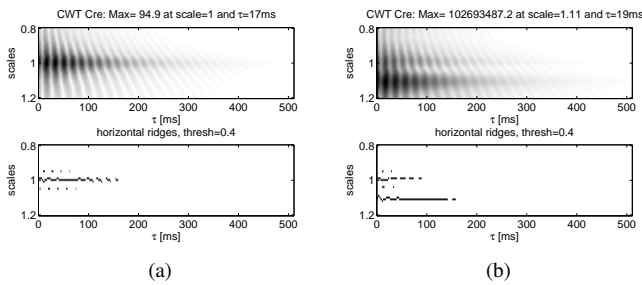 CWT Cre: Max= 94.9 at scale=1 and τ=17ms
0.8
1
1.2
scales
0 100 200 300 400 500
τ [ms]
horizontal ridges, thresh=0.4
0.8
1
1.2
scales
0 100 200 300 400 500
τ [ms]
(a)
CWT Cre: Max= 102693487.2 at scale=1.11 and τ=19ms
0.8
1
1.2
scales
0 100 200 300 400 500
τ [ms]
horizontal ridges, thresh=0.4
0.8
1
1.2
scales
0 100 200 300 400 500
τ [ms]
(b)